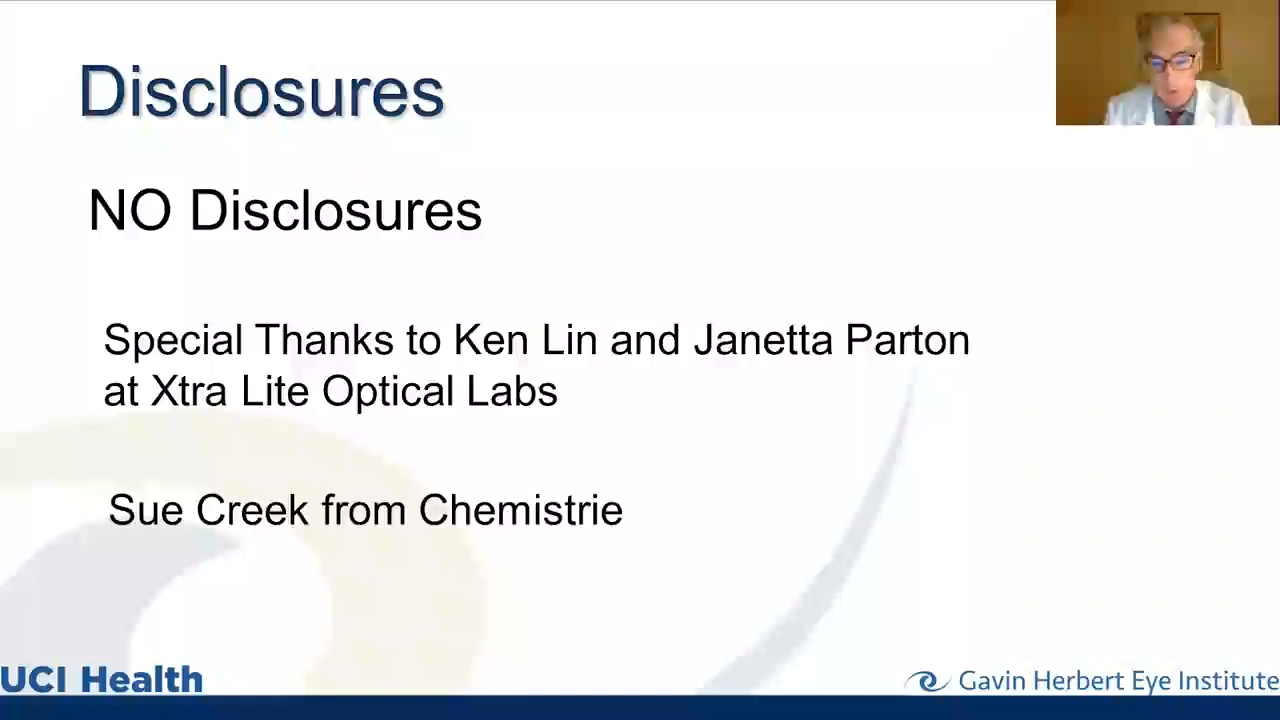 Disclosures
NO Disclosures
Special Thanks to Ken Lin and Janetta Parton
at Xtra Lite Optical Labs
Sue Creek from Chemistrie
UCI Health
Gavin Herbert Eye Institute